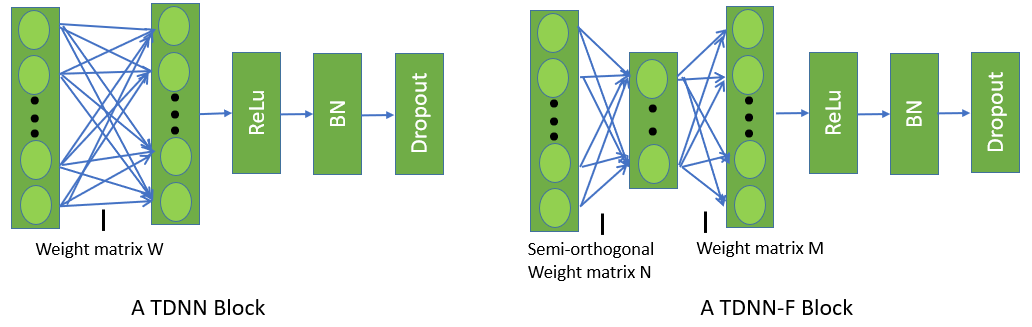 ReLu
BN
Dropout
Weight matrix W
A TDNN Block
ReLu
BN
Dropout
Semi-orthogonal
Weight matrix N
Weight matrix M
A TDNN-F Block